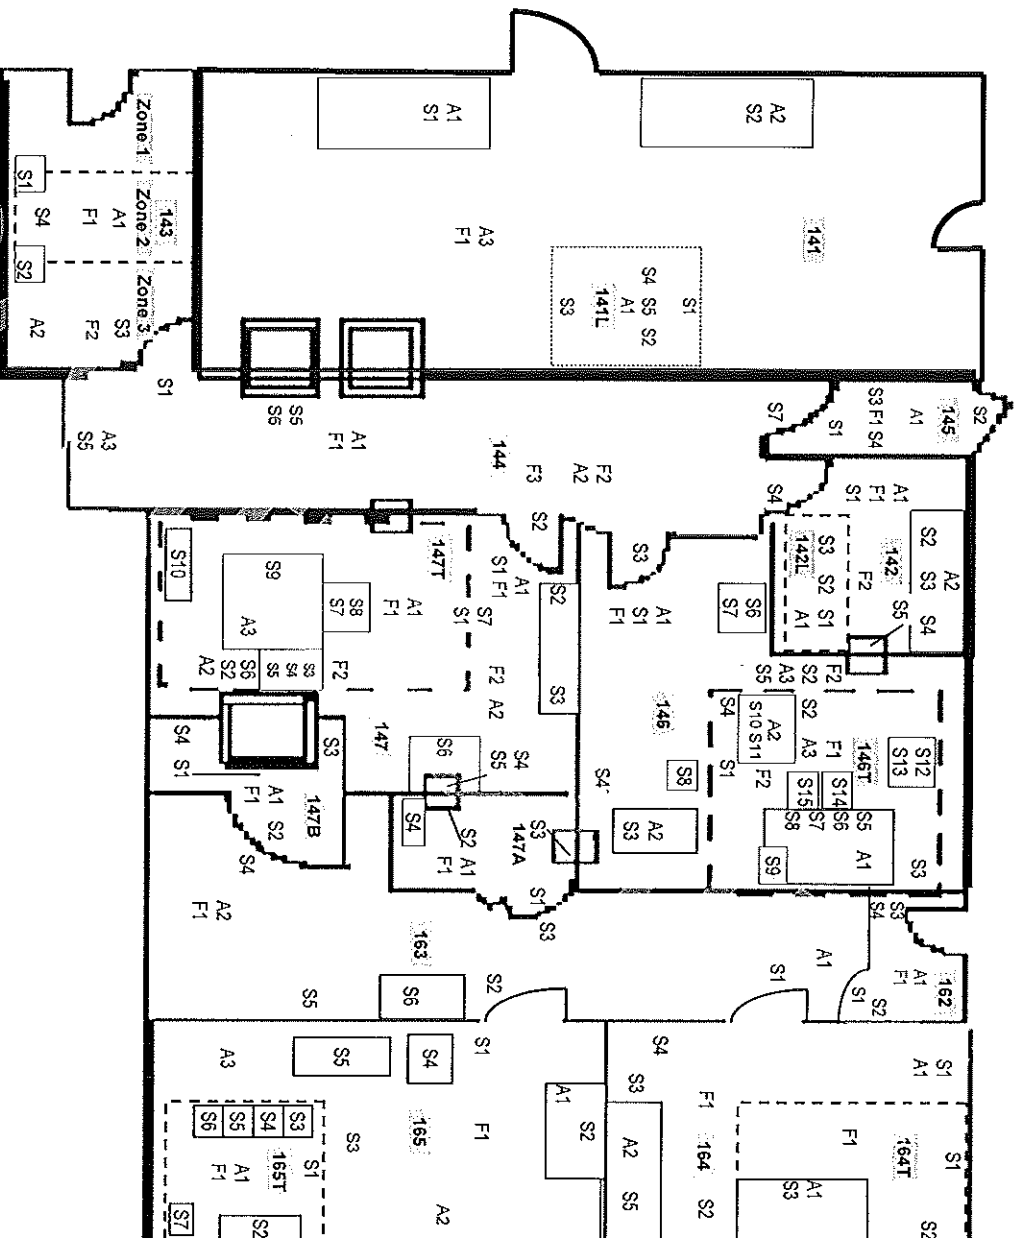 Zone 1
Zone 2
Zone 3
143
S1
S2
S4
F1
A1
A2
F2
S3
S1
A1
S1
A2
S2
A3
F1
141
141L
S4 S5 S2
A1
S1
S3
145
S2
A1
S3 F1 S4
S1
S7
144
S5
S6
A1
F1
A3
S5
F3
F2
A2
S2
S3
S4
142
A1
F1
S1
S2
S3
S4
A2
F2
S5
142L
S3 S2 A1
S1
147T
S10
S9
A3
S8
S7
A1
F1
S1
S3
S4
S5
F2
S6
S2
A2
147
S1
F1
A1
S7
S2
S3
F2
A2
S6
S5
S4
146
A1
S1
F1
S6
S7
S4
S8
A2
S3
146T
F2
S2
A3
S5
S2
A3
F1
S4
A2
S10 S11
S1
F2
S12
S13
S14
S15
S5
S6
S7
S8
A1
S9
S3
147B
S3
S4
S1
A1
F1
S2
S4
147A
S4
S2
A1
F1
S3
S1
S3
163
A2
F1
S5
S6
S2
S1
A1
162
S3
S4
A1
F1
S1
S2
165
A3
S5
S4
S1
F1
S3
A2
A1
S2
165T
S3
S4
S5
S6
S1
A1
F1
S7
S2
164
S4
S3
F1
A2
S5
S2
S1
A1
164T
F1
S1
A1
S3
S2